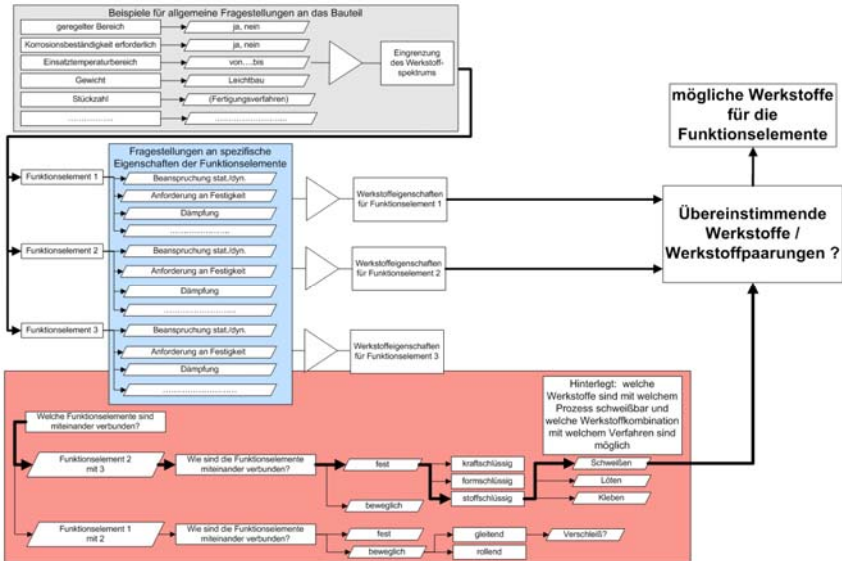 Beispiele für allgemeine Fragestellungen an das Bauteil
geregelter Bereich
ja, nein
Korrosionsbeständigkeit erforderlich
ja, nein
Einsatztemperaturbereich
von....bis
Gewicht
Leichtbau
Stückzahl
(Fertigungsverfahren)
Eingrenzung
des Werkstoff-
spektrums
mögliche Werkstoffe
für die
Funktionselemente
Fragestellungen an spezifische
Eigenschaften der Funktionselemente
Funktionselement 1
Beanspruchung stat./dyn.
Anforderung an Festigkeit
Dämpfung
Werkstoffeigenschaften
für Funktionselement 1
Funktionselement 2
Beanspruchung stat./dyn.
Anforderung an Festigkeit
Dämpfung
Werkstoffeigenschaften
für Funktionselement 2
Übereinstimmende
Werkstoffe /
Werkstoffpaarungen ?
Funktionselement 3
Beanspruchung stat./dyn.
Anforderung an Festigkeit
Dämpfung
Werkstoffeigenschaften
für Funktionselement 3
Hinterlegt: welche
Werkstoffe sind mit welchem
Prozess schweißbar und
welche Werkstoffkombination
mit welchem Verfahren sind
möglich
Welche Funktionselemente sind
miteinander verbunden?
Funktionselement 2
mit 3
Wie sind die Funktionselemente
miteinander verbunden?
fest
beweglich
kraftschlüssig
formschlüssig
stoffschlüssig
Schweißen
Löten
Kleben
Funktionselement 1
mit 2
Wie sind die Funktionselemente
miteinander verbunden?
fest
beweglich
gleitend
rollend
Verschleiß?